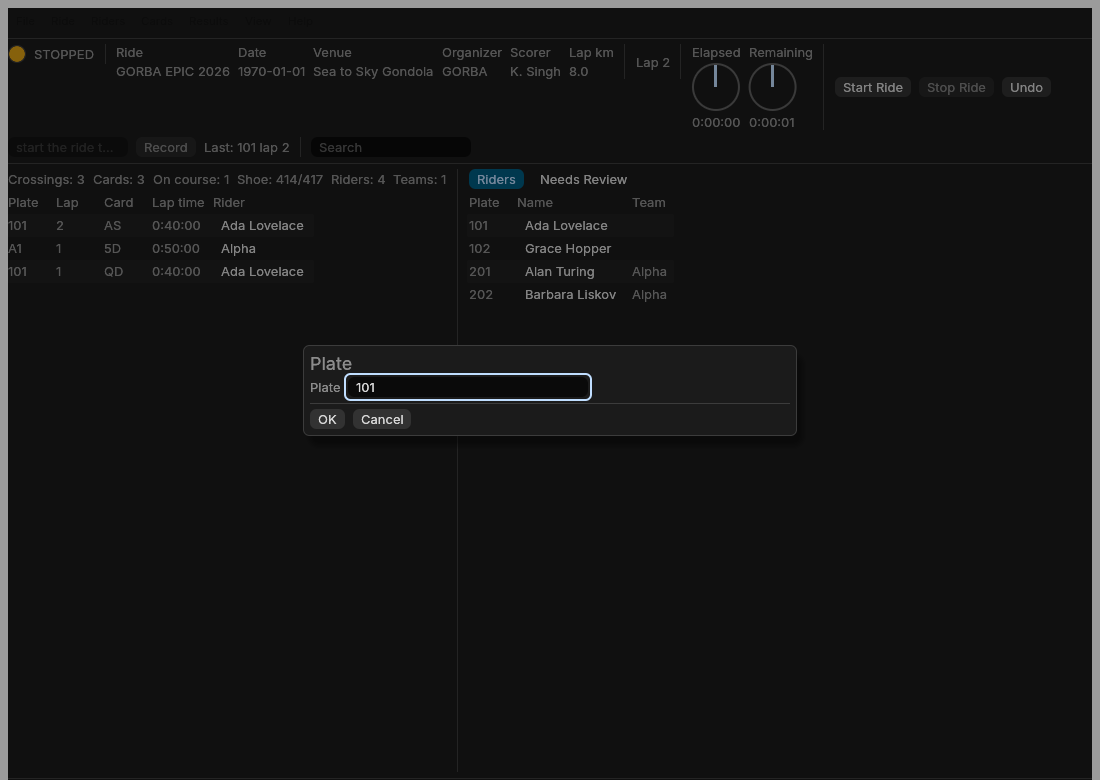 STOPPED
Ride Date Venue Organizer Scorer Lap km
GORBA EPIC 2026 1970-01-01 Sea to Sky Gondola GORBA K. Singh 8.0
Lap 2
Elapsed Remaining
0:00:00 0:00:01
Start Ride Stop Ride Undo
start the ride t... Record Last: 101 lap 2 Search
Crossings: 3 Cards: 3 On course: 1 Shoe: 414/417 Riders: 4 Teams: 1
Plate Lap Card Lap time Rider
101 2 AS 0:40:00 Ada Lovelace
A1 1 5D 0:50:00 Alpha
101 1 QD 0:40:00 Ada Lovelace
Riders Needs Review
Plate Name Team
101 Ada Lovelace
102 Grace Hopper
201 Alan Turing Alpha
202 Barbara Liskov Alpha
Plate
Plate 101
OK Cancel